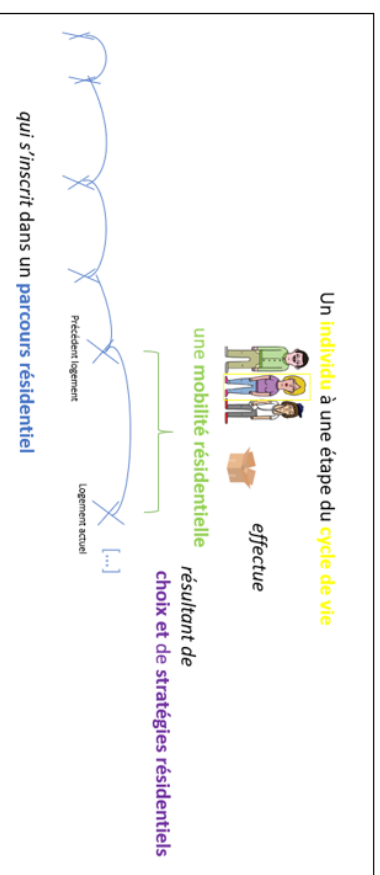 Un individu à une étape du cycle de vie
effectue
une mobilité résidentielle
résultant de
choix et de stratégies résidentiels
Précédent logement
Logement actuel
[...]
qui s'inscrit dans un parcours résidentiel